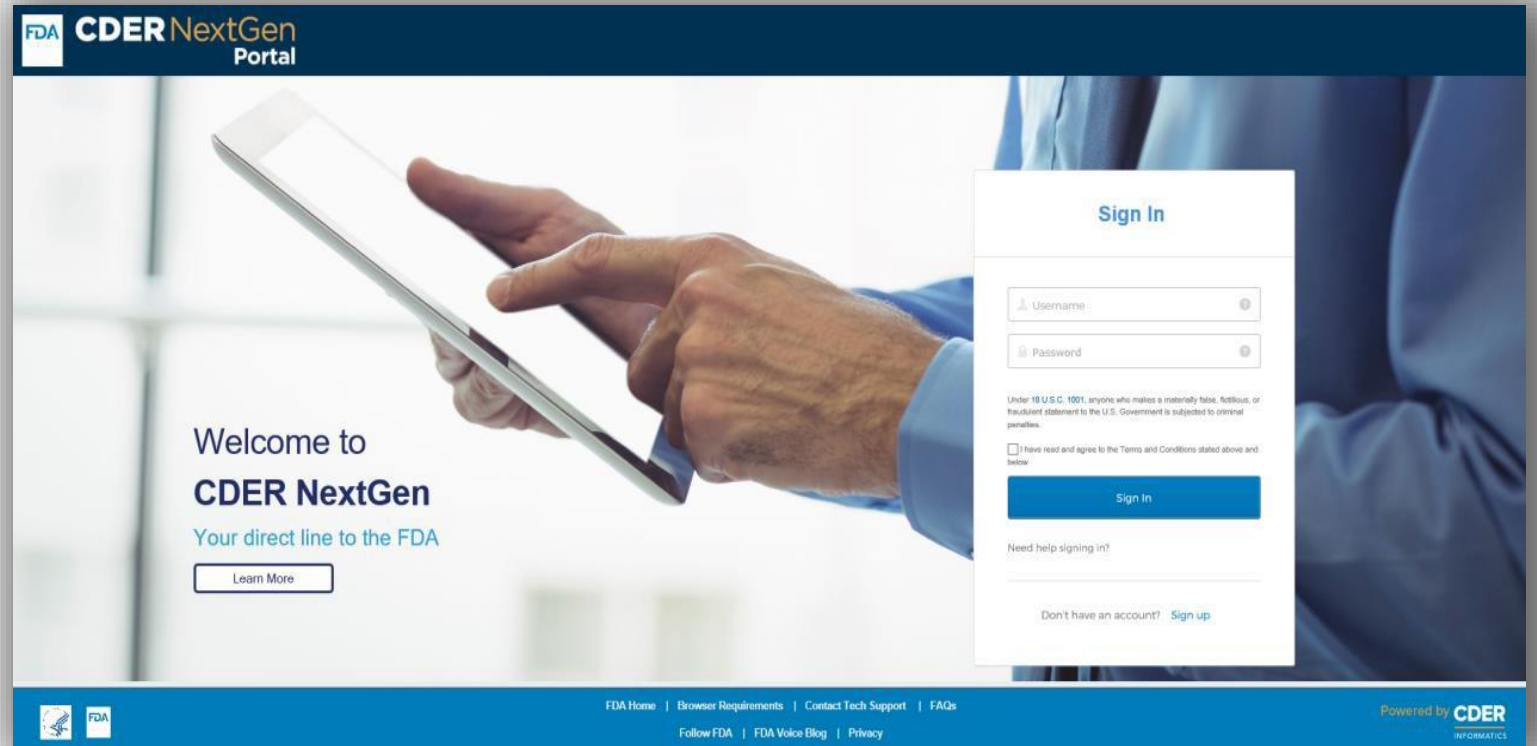 FDA
CDER NextGen
Portal
Welcome to
CDER NextGen
Your direct line to the FDA
Learn More
Sign In
Username
Password
Under 18 U.S.C. 1001, anyone who makes a materially false, fictitious, or
fraudulent statement to the U.S. Government is subjected to criminal
penalties.
I have read and agree to the Terms and Conditions stated above and
below
Sign In
Need help signing in?
Don't have an account? Sign up
FDA
FDA Home | Browser Requirements | Contact Tech Support | FAQs
Follow FDA | FDA Voice Blog | Privacy
Powered by CDER
INFORMATICS